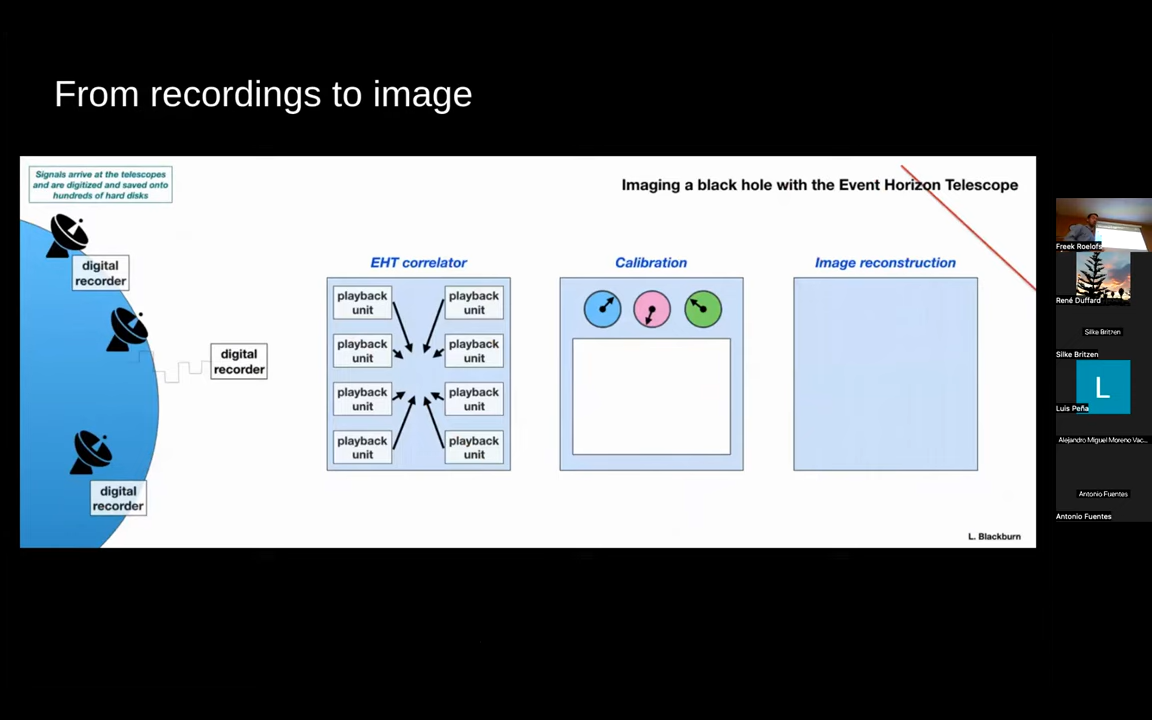 From recordings to image
Signals arrive at the telescopes
and are digitized and saved onto
hundreds of hard disks
Imaging a black hole with the Event Horizon Telescope
digital
recorder
digital
recorder
digital
recorder
EHT correlator
playback
unit
playback
unit
playback
unit
playback
unit
playback
unit
playback
unit
playback
unit
playback
unit
Calibration
Image reconstruction
L. Blackburn
Freek Roelofs
René Duffard
Silke Britzen
Silke Britzen
L
Luis Peña
Alejandro Miguel Moreno Vac...
Antonio Fuentes
Antonio Fuentes